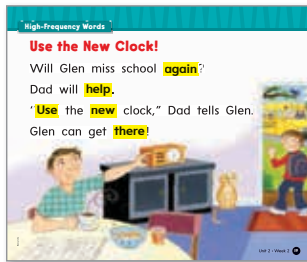 High-Frequency Words
Use the New Clock!
Will Glen miss school again?
Dad will help.
"Use the new clock," Dad tells Glen.
Glen can get there!
Unit 2 • Week 2